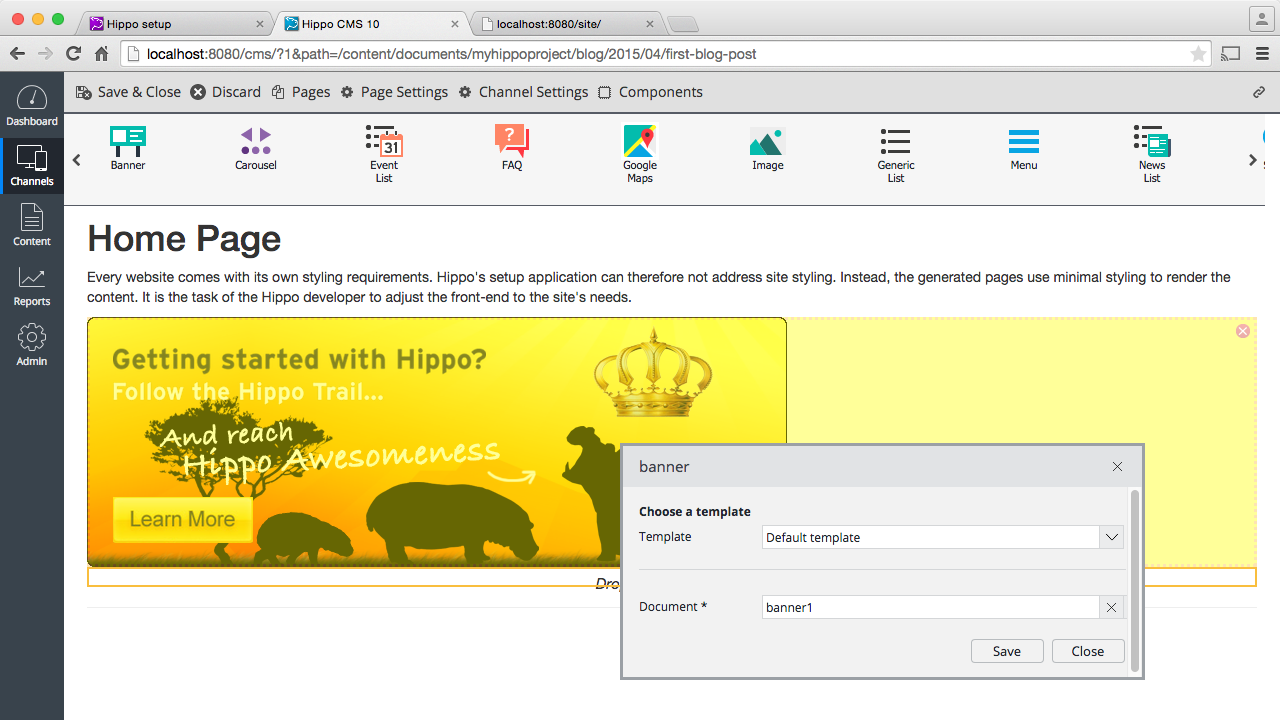 Hippo setup
Hippo CMS 10
localhost:8080/site/
localhost:8080/cms/?1&path=/content/documents/myhippoproject/blog/2015/04/first-blog-post
Dashboard
Channels
Content
Reports
Admin
Save & Close
Discard
Pages
Page Settings
Channel Settings
Components
Banner
Carousel
31
Event
List
?
FAQ
Google
Maps
Image
Generic
List
Menu
News
List
Home Page
Every website comes with its own styling requirements. Hippo's setup application can therefore not address site styling. Instead, the generated pages use minimal styling to render the
content. It is the task of the Hippo developer to adjust the front-end to the site's needs.
Getting started with Hippo?
Follow the Hippo Trail...
And reach
Hippo Awesomeness
Learn More
banner
Choose a template
Template
Default template
Document *
banner1
Save
Close